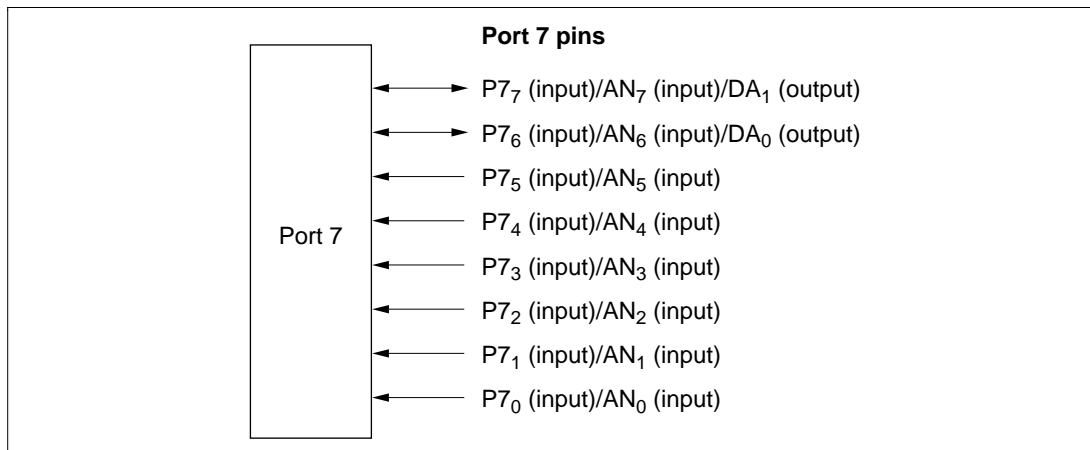 Port 7 pins
P7₇ (input)/AN₇ (input)/DA₁ (output)
P7₆ (input)/AN₆ (input)/DA₀ (output)
P7₅ (input)/AN₅ (input)
P7₄ (input)/AN₄ (input)
Port 7
P7₃ (input)/AN₃ (input)
P7₂ (input)/AN₂ (input)
P7₁ (input)/AN₁ (input)
P7₀ (input)/AN₀ (input)